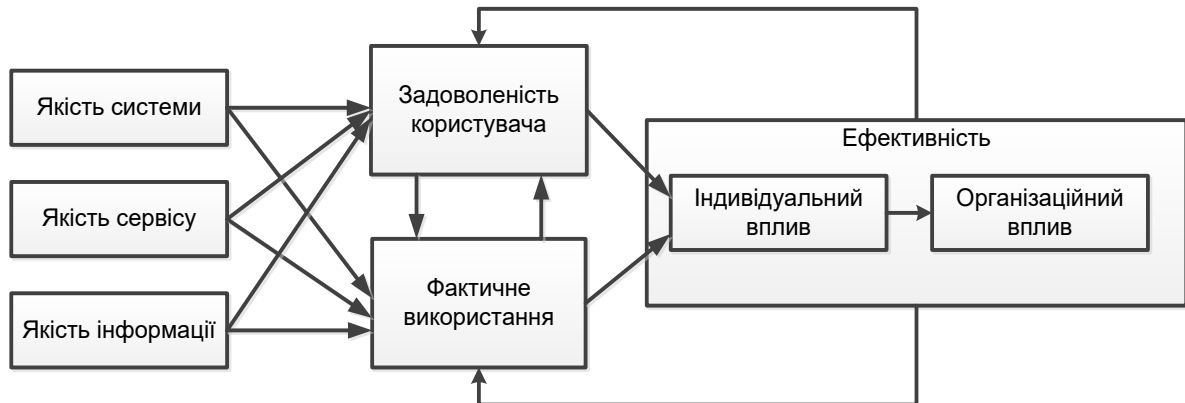 Якість системи
Якість сервісу
Якість інформації
Задоволеність
користувача
Фактичне
використання
Ефективність
Індивідуальний
вплив
Організаційний
вплив